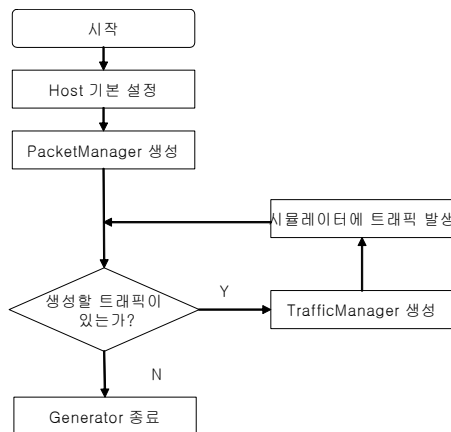 시작
Host 기본 설정
PacketManager 생성
시뮬레이터에 트래픽 발생
생성할 트래픽이
있는가?
Y
TrafficManager 생성
N
Generator 종료